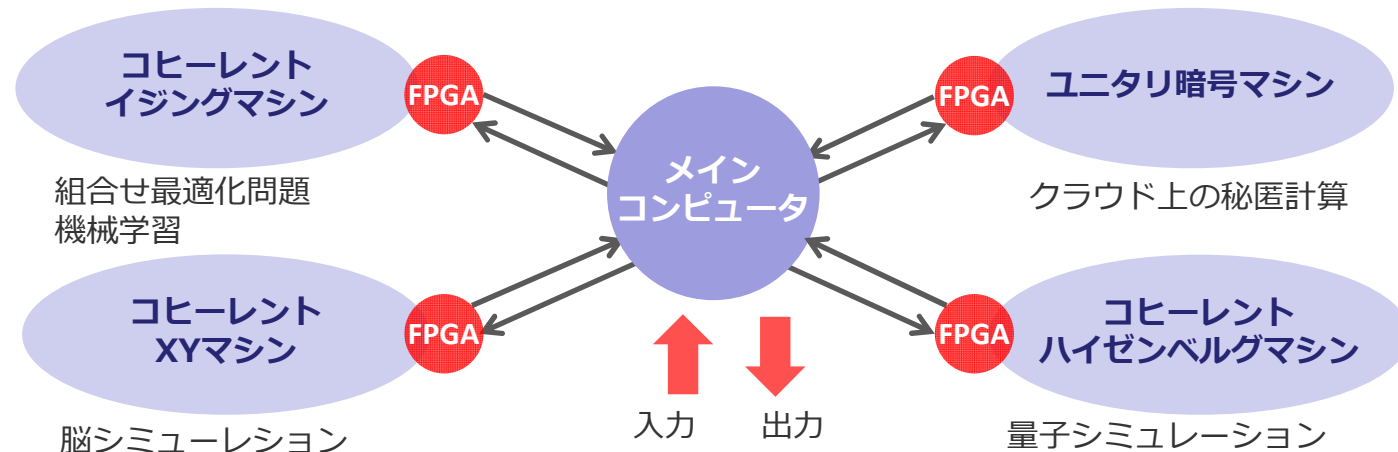 コヒーレント
イジングマシン
FPGA
組合せ最適化問題
機械学習
FPGA
ユニタリ暗号マシン
クラウド上の秘匿計算
メイン
コンピュータ
コヒーレント
XYマシン
FPGA
脳シミューレション
入力
出力
FPGA
コヒーレント
ハイゼンベルグマシン
量子シミュレーション